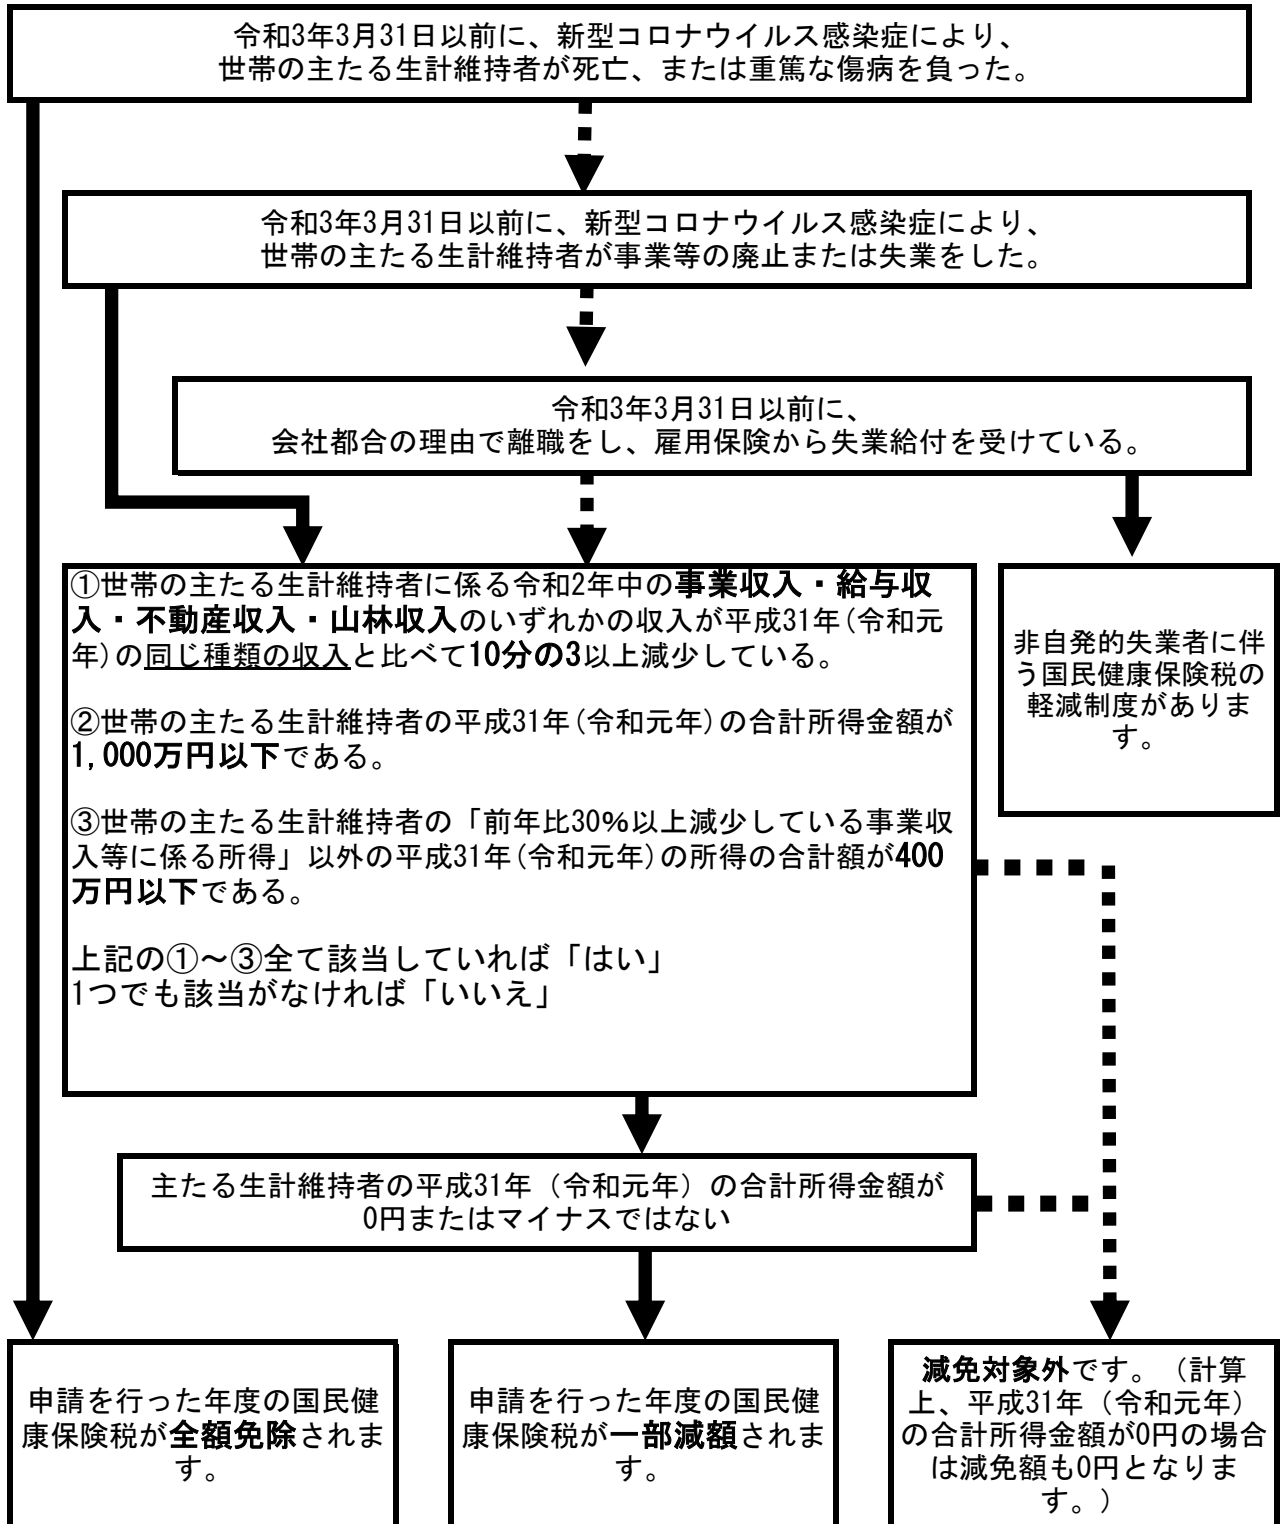 令和3年3月31日以前に、新型コロナウイルス感染症により、
世帯の主たる生計維持者が死亡、または重篤な傷病を負った。
令和3年3月31日以前に、新型コロナウイルス感染症により、
世帯の主たる生計維持者が事業等の廃止または失業をした。
令和3年3月31日以前に、
会社都合の理由で離職をし、雇用保険から失業給付を受けている。
①世帯の主たる生計維持者に係る令和2年中の事業収入・給与収
入・不動産収入・山林収入のいずれかの収入が平成31年(令和元
年)の同じ種類の収入と比べて10分の3以上減少している。
②世帯の主たる生計維持者の平成31年(令和元年)の合計所得金額が
1,000万円以下である。
③世帯の主たる生計維持者の「前年比30%以上減少している事業収
入等に係る所得」以外の平成31年(令和元年)の所得の合計額が400
万円以下である。
上記の①～③全て該当していれば「はい」
1つでも該当がなければ「いいえ」
非自発的失業者に伴
う国民健康保険税の
軽減制度がありま
す。
主たる生計維持者の平成31年（令和元年）の合計所得金額が
0円またはマイナスではない
申請を行った年度の国民健
康保険税が全額免除されま
す。
申請を行った年度の国民健
康保険税が一部減額されま
す。
減免対象外です。（計算
上、平成31年（令和元年）
の合計所得金額が0円の場合
は減免額も0円となりま
す。）